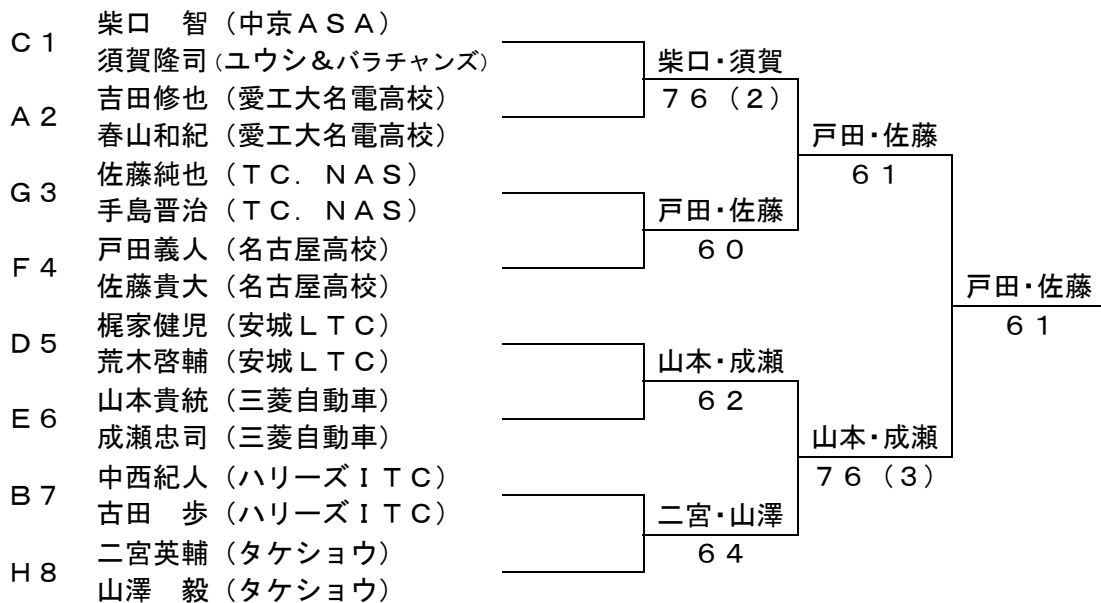 C1
柴口　智（中京ＡＳＡ）
須賀隆司（ユウシ&バラチャンズ）
A2
吉田修也（愛工大名電高校）
春山和紀（愛工大名電高校）
G3
佐藤純也（ＴＣ．ＮＡＳ）
手島晋治（ＴＣ．ＮＡＳ）
F4
戸田義人（名古屋高校）
佐藤貴大（名古屋高校）
D5
梶家健児（安城ＬＴＣ）
荒木啓輔（安城ＬＴＣ）
E6
山本貴統（三菱自動車）
成瀬忠司（三菱自動車）
B7
中西紀人（ハリーズＩＴＣ）
古田　歩（ハリーズＩＴＣ）
H8
二宮英輔（タケショウ）
山澤　毅（タケショウ）
柴口・須賀
７６（２）
戸田・佐藤
６０
山本・成瀬
６２
二宮・山澤
６４
戸田・佐藤
６１
山本・成瀬
７６（３）
戸田・佐藤
６１